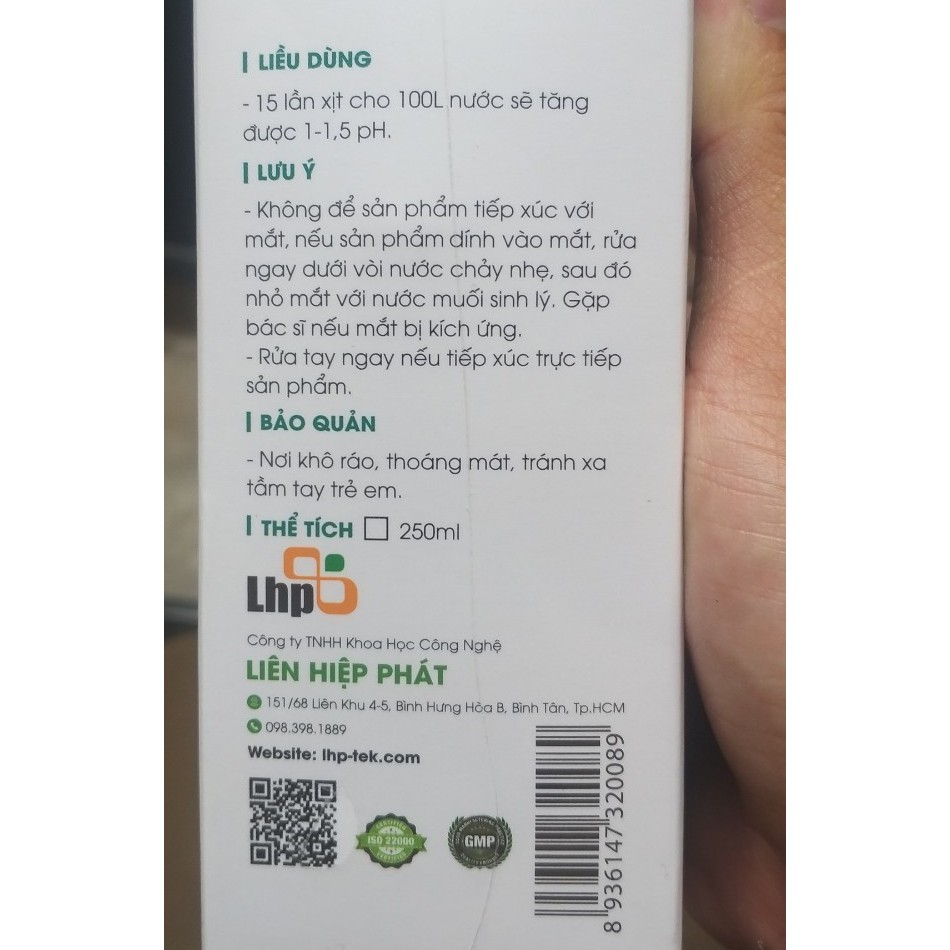 LIỀU DÙNG
- 15 lần xịt cho 100L nước sẽ tăng
được 1-1,5 pH.
LƯU Ý
- Không để sản phẩm tiếp xúc với
mắt, nếu sản phẩm dính vào mắt, rửa
ngay dưới vòi nước chảy nhẹ, sau đó
nhỏ mắt với nước muối sinh lý. Gặp
bác sĩ nếu mắt bị kích ứng.
- Rửa tay ngay nếu tiếp xúc trực tiếp
sản phẩm.
BẢO QUẢN
- Nơi khô ráo, thoáng mát, tránh xa
tầm tay trẻ em.
THỂ TÍCH 250ml
Lhp
Công ty TNHH Khoa Học Công Nghệ
LIÊN HIỆP PHÁT
151/68 Liên Khu 4-5, Bình Hưng Hòa B, Bình Tân, Tp.HCM
098.398.1889
Website: lhp-tek.com
CERTIFIED
ISO 22000
CERTIFIED
GMP
8 936147 320089